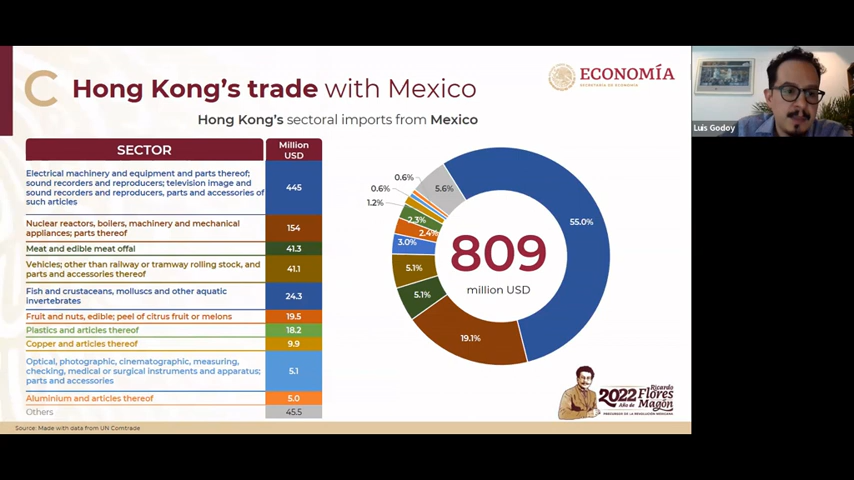 C Hong Kong's trade with Mexico
ECONOMÍA
SECRETARÍA DE ECONOMÍA
Luis Godoy
Hong Kong's sectoral imports from Mexico
SECTOR
Million
USD
Electrical machinery and equipment and parts thereof;
sound recorders and reproducers; television image and
sound recorders and reproducers, parts and accessories of
such articles
445
Nuclear reactors, boilers, machinery and mechanical
appliances; parts thereof
154
Meat and edible meat offal
41.3
Vehicles; other than railway or tramway rolling stock, and
parts and accessories thereof
41.1
Fish and crustaceans, molluscs and other aquatic
invertebrates
24.3
Fruit and nuts, edible; peel of citrus fruit or melons
19.5
Plastics and articles thereof
18.2
Copper and articles thereof
9.9
Optical, photographic, cinematographic, measuring,
checking, medical or surgical instruments and apparatus;
parts and accessories
5.1
Aluminium and articles thereof
5.0
Others
45.5
55.0%
19.1%
5.1%
5.1%
3.0%
2.4%
2.3%
1.2%
0.6%
0.6%
5.6%
809
million USD
2022 Ricardo
Año de Flores
Magón
PRECURSOR DE LA REVOLUCIÓN MEXICANA
Source: Made with data from UN Comtrade